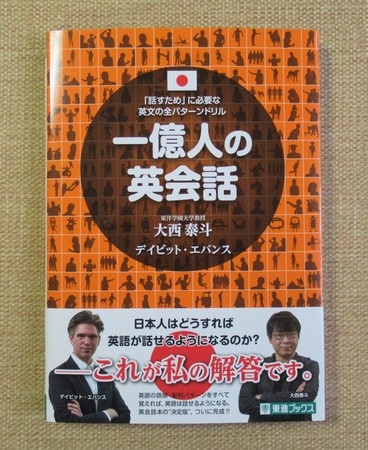 「話すため」に必要な
英文の全パターンドリル
一億人の
英会話
東洋学園大学教授
大西 泰斗
デイビット・エバンス
日本人はどうすれば
英語が話せるようになるのか?
──これが私の解答です。
デイビット・エバンス
大西泰斗
英語の語順・配列パターンをすべて
覚えれば、英語は話せるようになる。
英会話本の“決定版”、ついに完成!!
東進ブックス